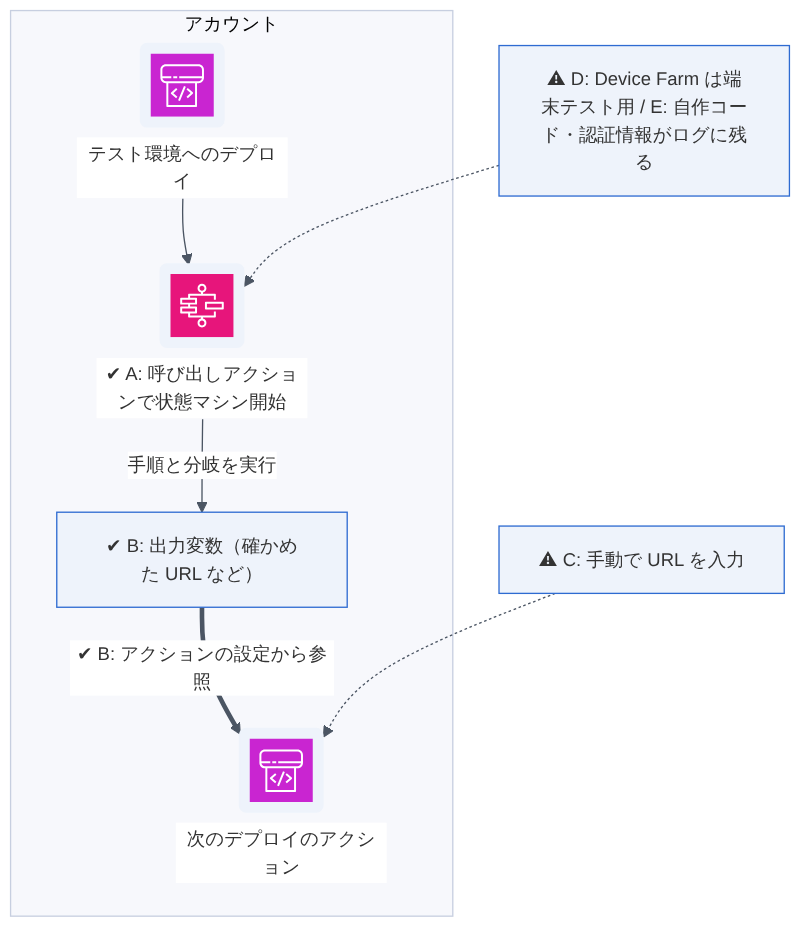 アカウント
テスト環境へのデプロ
イ
⚠ D: Device Farm は端
末テスト用 / E: 自作コー
ド・認証情報がログに残
る
✔ A: 呼び出しアクショ
ンで状態マシン開始
手順と分岐を実行
✔ B: 出力変数（確かめ
た URL など）
⚠ C: 手動で URL を入力
✔ B: アクションの設定から参
照
次のデプロイのアクシ
ョン